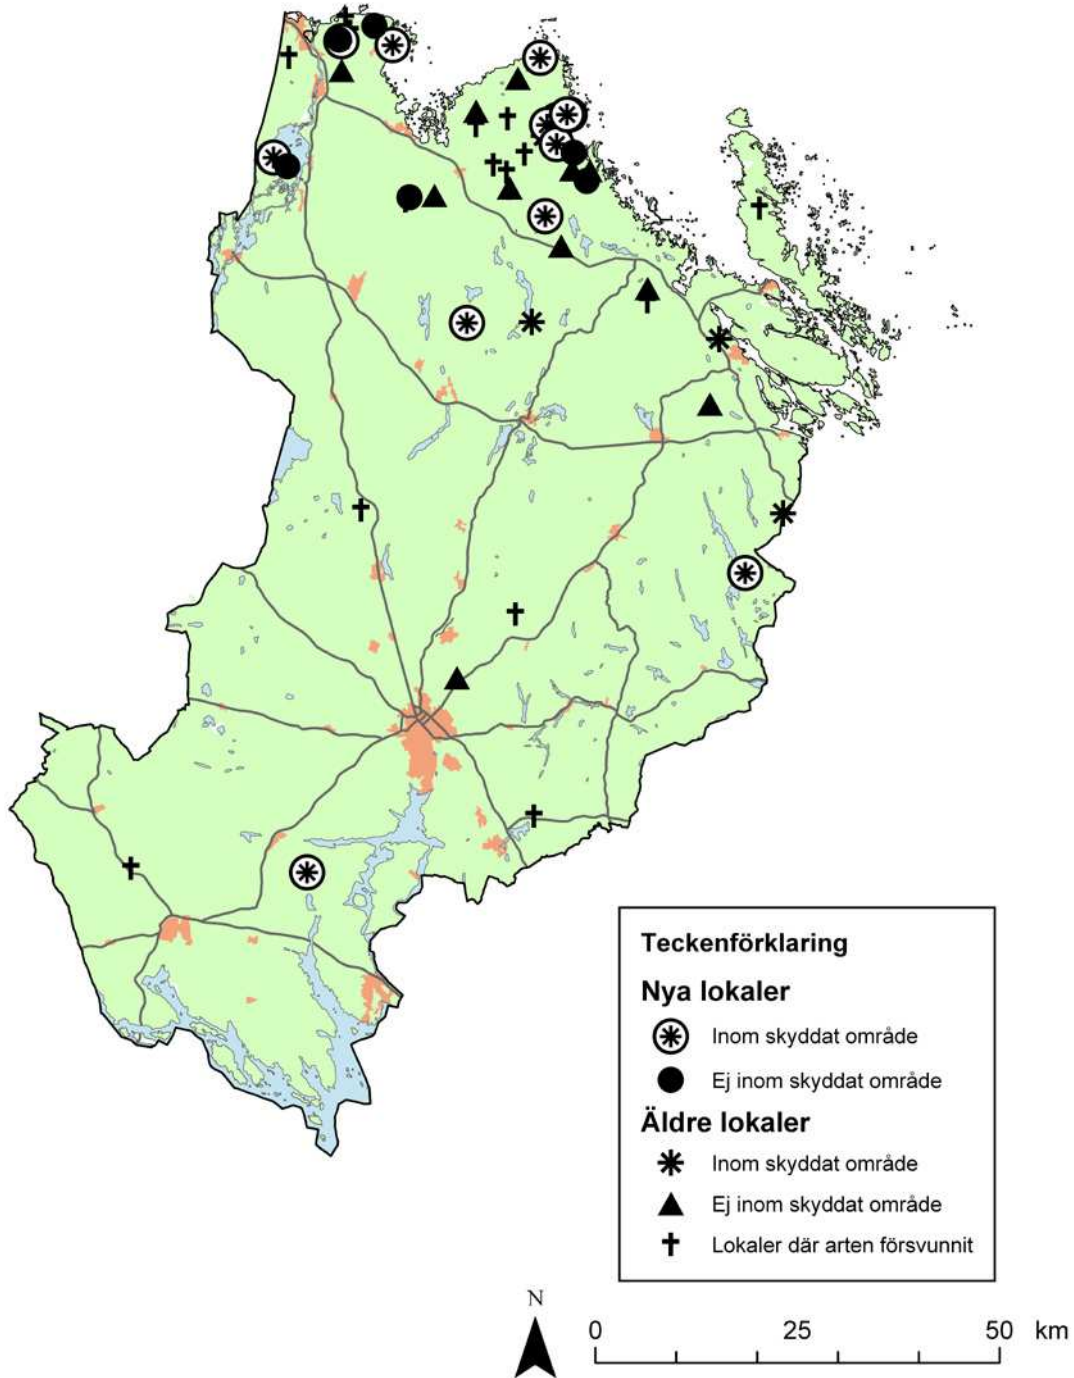 Teckenförklaring
Nya lokaler
Inom skyddat område
Ej inom skyddat område
Äldre lokaler
Inom skyddat område
Ej inom skyddat område
Lokaler där arten försvunnit
N
0 25 50 km